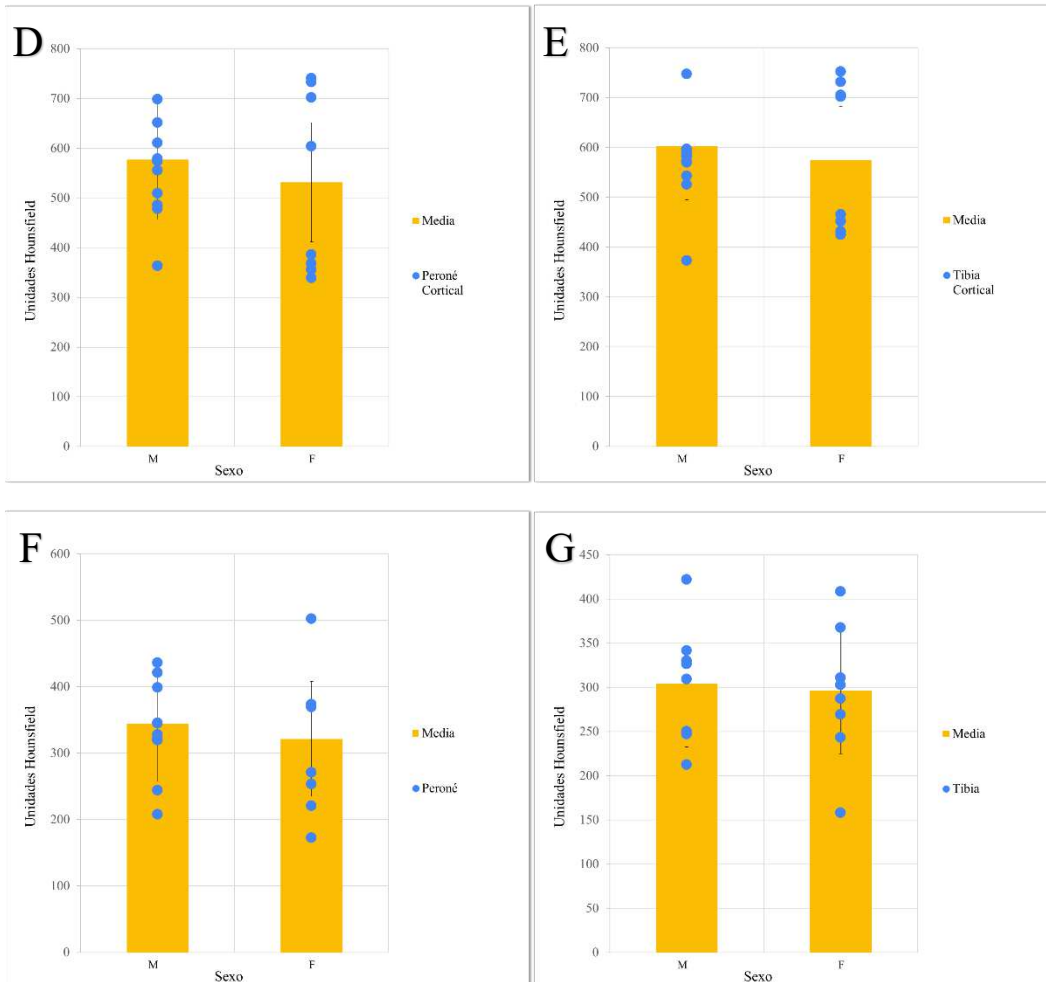 D
800
700
600
500
400
300
200
100
0
Unidades Hounsfield
M
F
Sexo
Media
Peroné
Cortical
E
800
700
600
500
400
300
200
100
0
Unidades Hounsfield
M
F
Sexo
Media
Tibia
Cortical
F
600
500
400
300
200
100
0
Unidades Hounsfield
M
F
Sexo
Media
Peroné
G
450
400
350
300
250
200
150
100
50
0
Unidades Hounsfield
M
F
Sexo
Media
Tibia